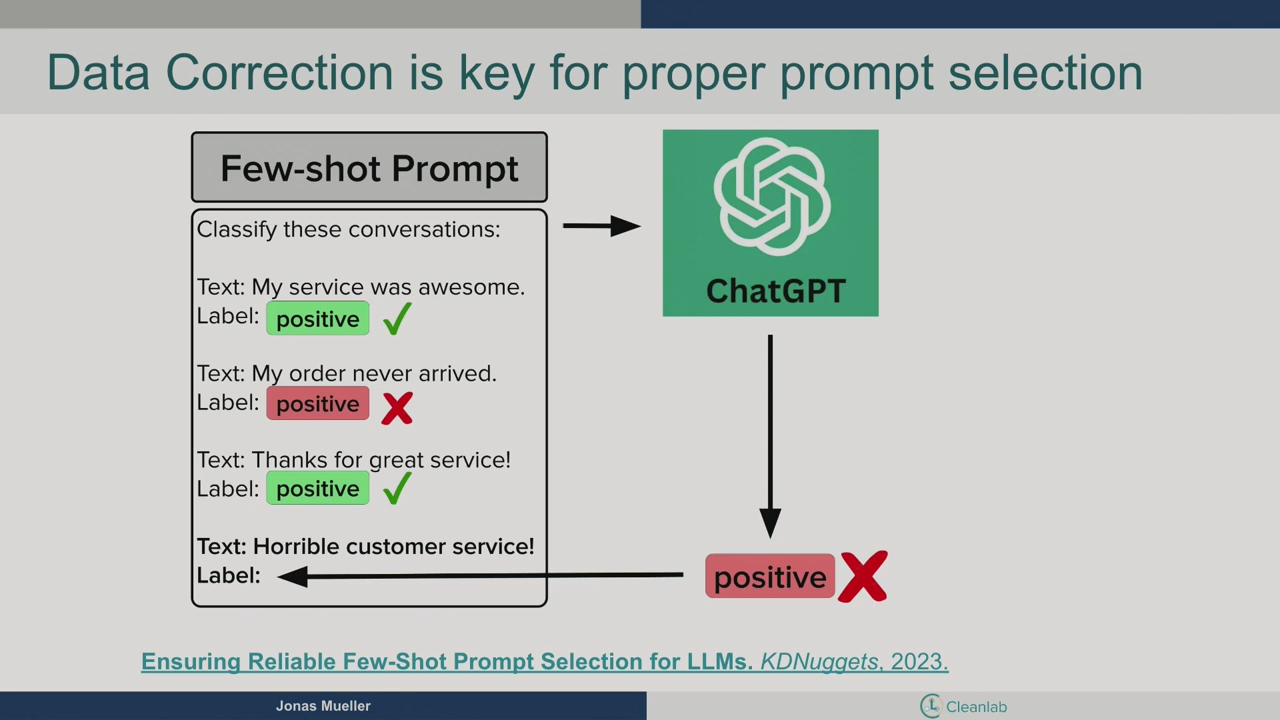 Data Correction is key for proper prompt selection
Few-shot Prompt
Classify these conversations:
Text: My service was awesome.
Label: positive
Text: My order never arrived.
Label: positive
Text: Thanks for great service!
Label: positive
Text: Horrible customer service!
Label:
ChatGPT
positive
Ensuring Reliable Few-Shot Prompt Selection for LLMs. KDNuggets, 2023.
Jonas Mueller
Cleanlab